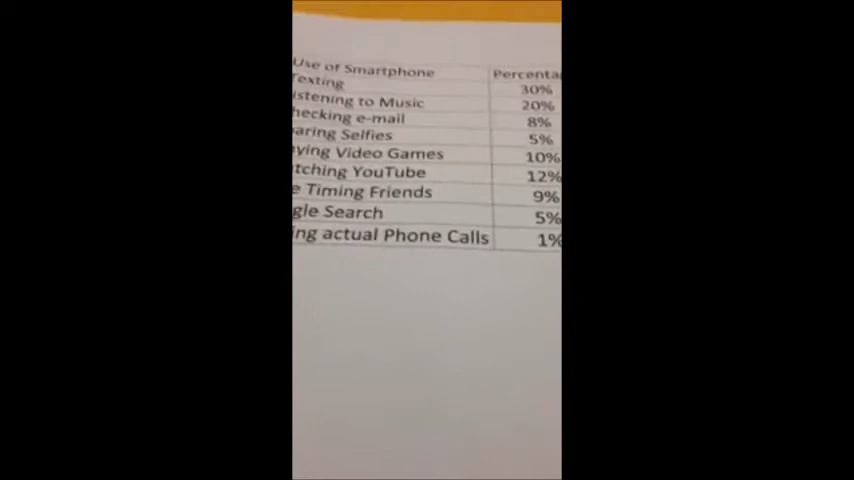 Use of Smartphone Percenta
Texting 30%
istening to Music 20%
hecking e-mail 8%
aring Selfies 5%
ying Video Games 10%
tching YouTube 12%
e Timing Friends 9%
gle Search 5%
ing actual Phone Calls 1%